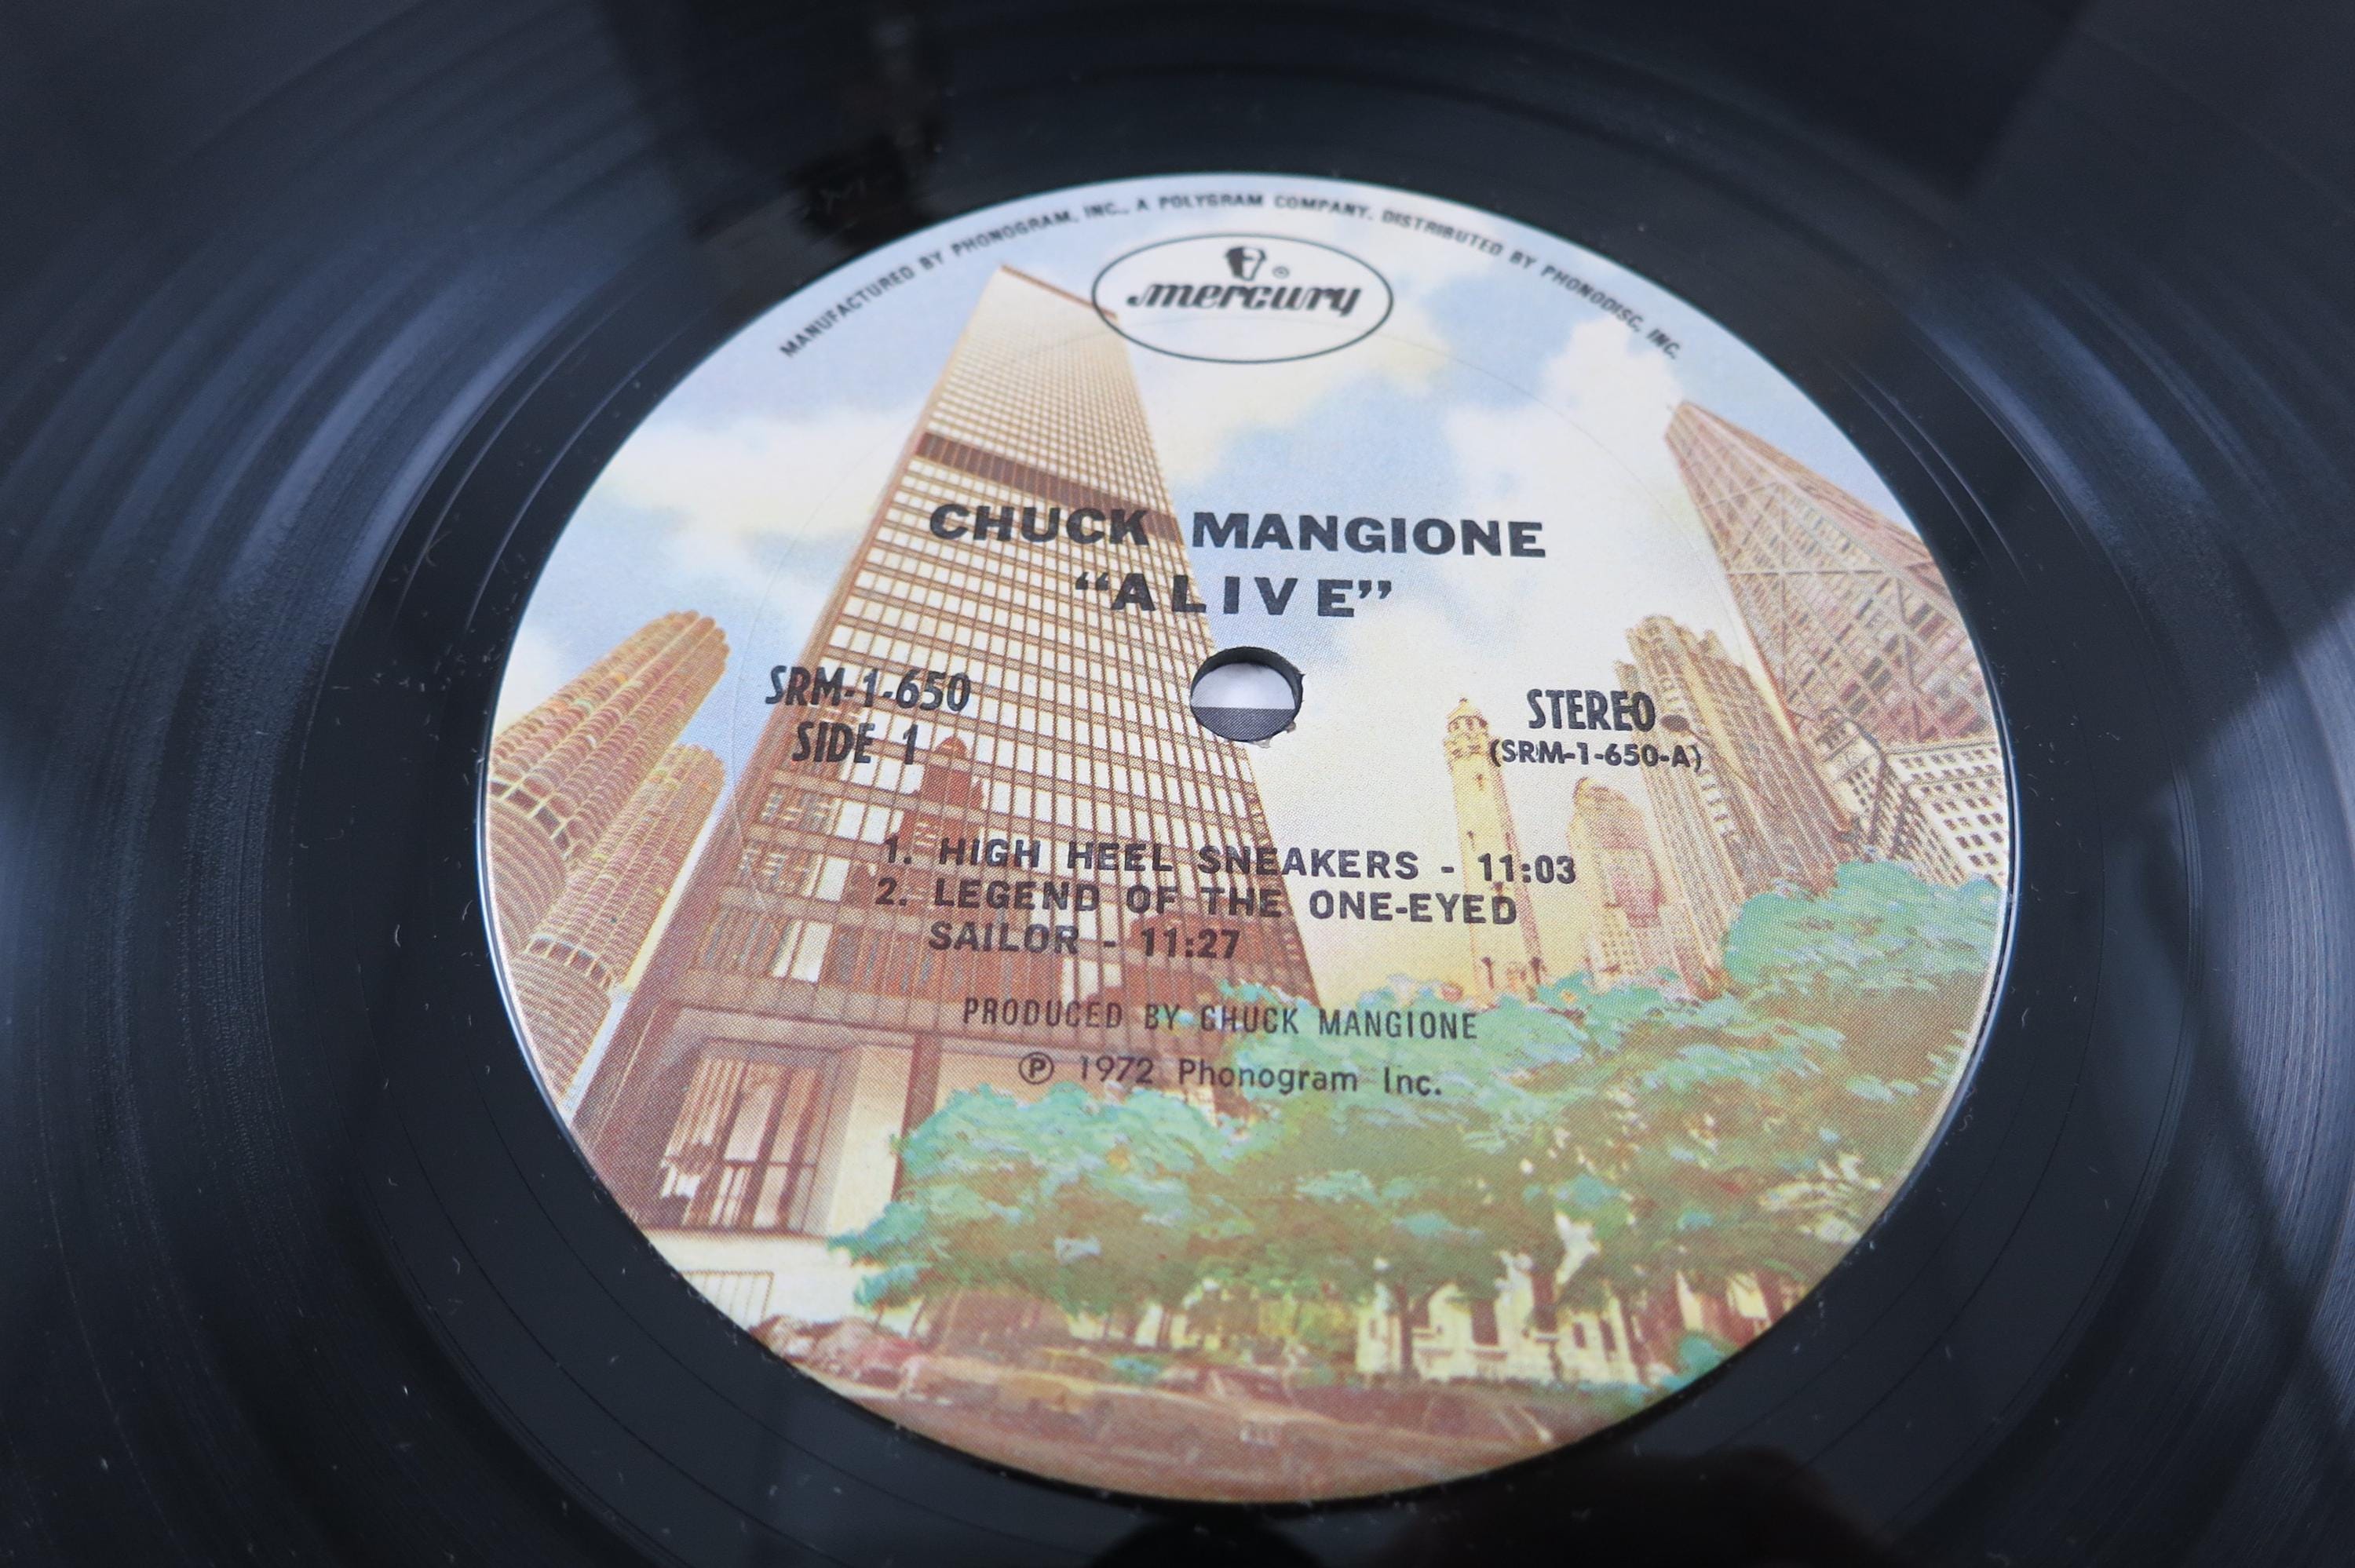 MANUFACTURED BY PHONOGRAM, INC., A POLYGRAM COMPANY. DISTRIBUTED BY PHONODISC, INC.
mercury ®
CHUCK MANGIONE
“ALIVE”
SRM-1-650
SIDE 1
STEREO
(SRM-1-650-A)
1. HIGH HEEL SNEAKERS - 11:03
2. LEGEND OF THE ONE-EYED
SAILOR - 11:27
PRODUCED BY CHUCK MANGIONE
℗ 1972 Phonogram Inc.